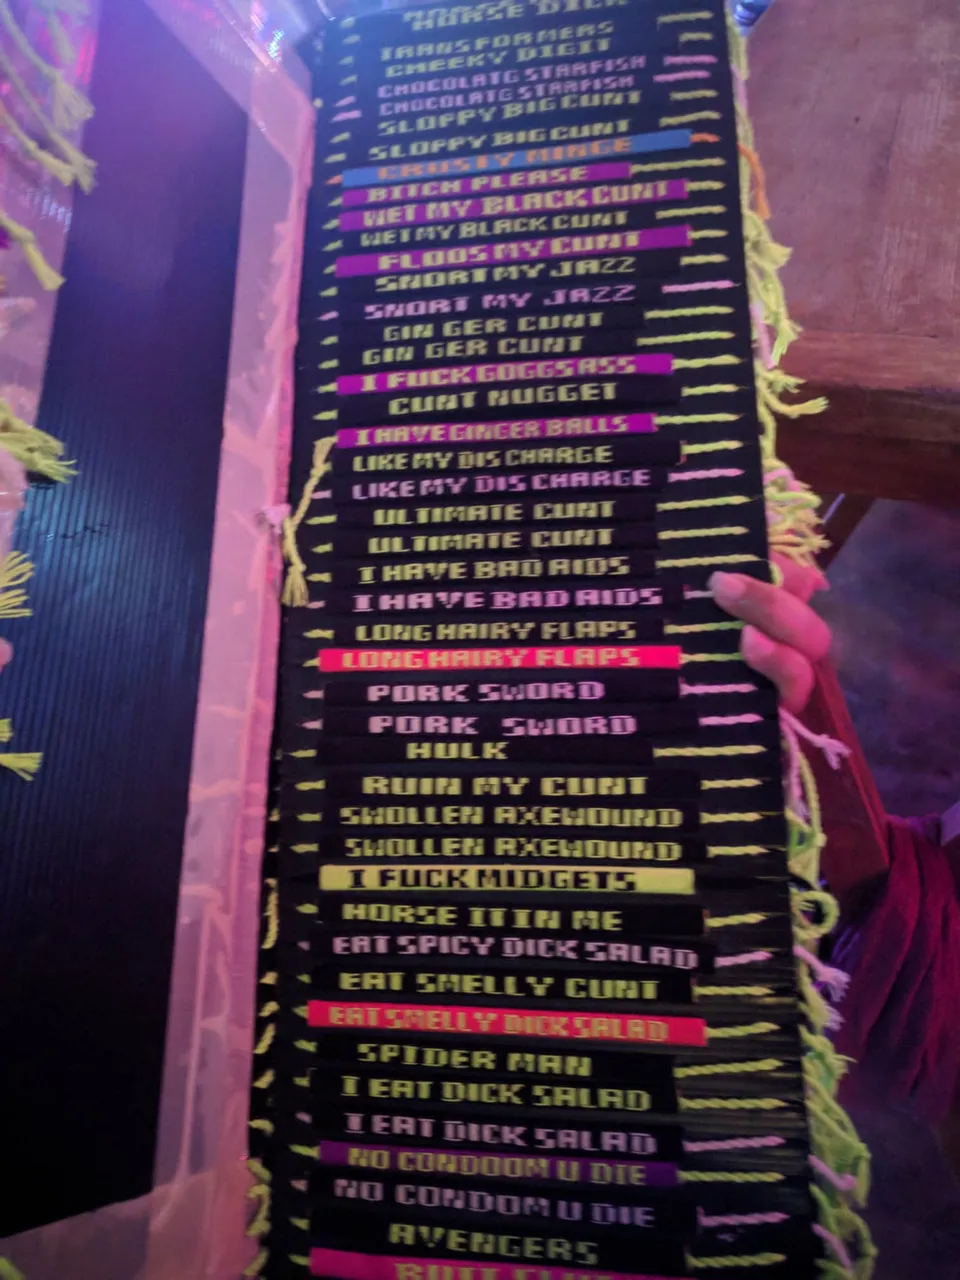 HORSE DICK
TRANSFORMERS
CHEEKY DIGIT
CHOCOLATE STARFISH
CHOCOLATG STARFISH
SLOPPY BIG CUNT
SLOPPY BIG CUNT
CRUSTY MINGE
BITCH PLEASE
WET MY BLACK CUNT
WET MY BLACK CUNT
FLOOS MY CUNT
SNORT MY JAZZ
SNORT MY JAZZ
GIN GER CUNT
GIN GER CUNT
I FUCK GOGGS ASS
CUNT NUGGET
I HAVE GINGER BALLS
LIKE MY DIS CHARGE
LIKE MY DIS CHARGE
ULTIMATE CUNT
ULTIMATE CUNT
I HAVE BAD AIDS
I HAVE BAD AIDS
LONG HAIRY FLAPS
LONG HAIRY FLAPS
PORK SWORD
PORK SWORD
HULK
RUIN MY CUNT
SWOLLEN AXEWOUND
SWOLLEN AXEWOUND
I FUCK MIDGETS
HORSE IT IN ME
EAT SPICY DICK SALAD
EAT SMELLY CUNT
EAT SMELLY DICK SALAD
SPIDER MAN
I EAT DICK SALAD
I EAT DICK SALAD
NO CONDOOM U DIE
NO CONDOM U DIE
AVENGERS
BUTT